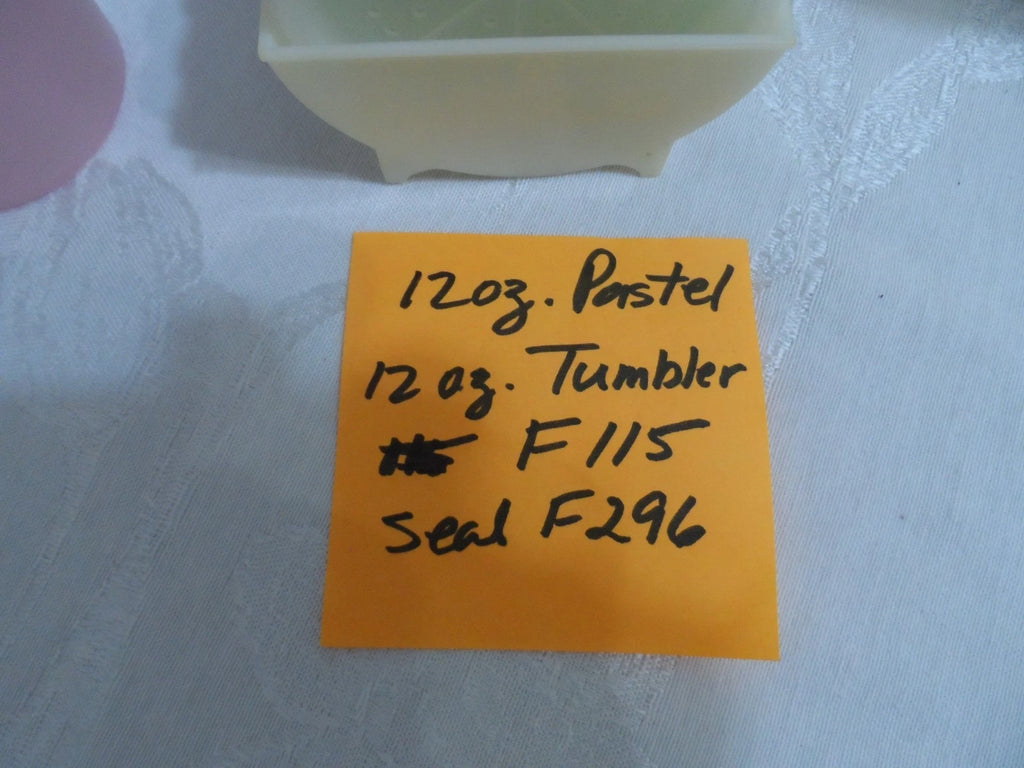 12oz. Pastel
12 oz. Tumbler
F115
seal F296